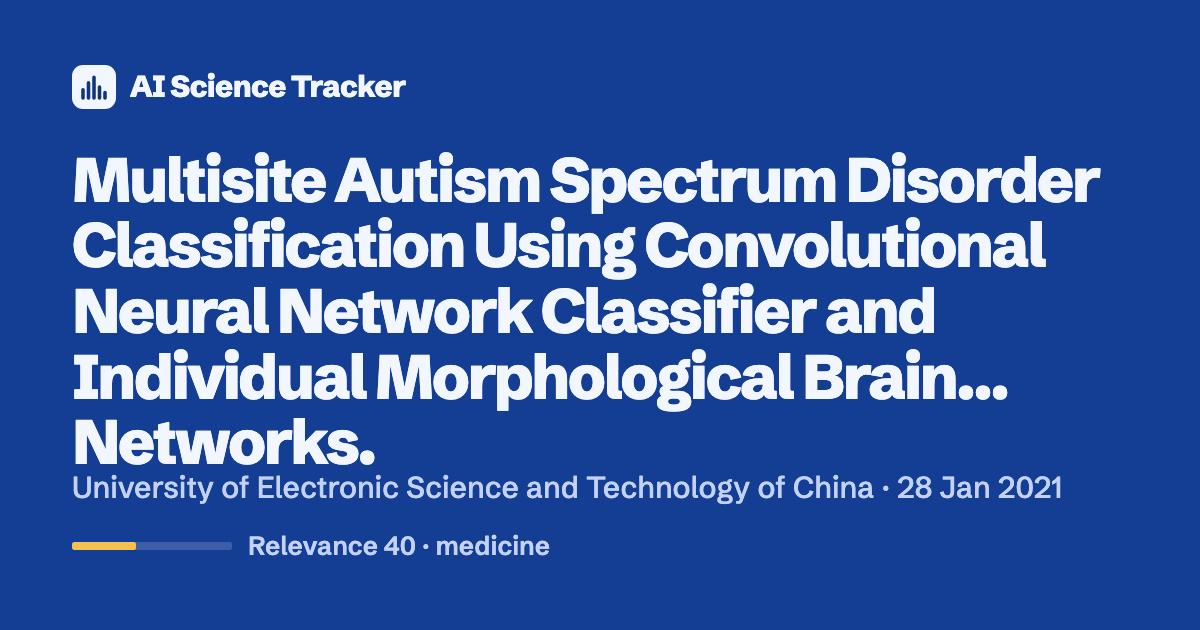 AI Science Tracker
Multisite Autism Spectrum Disorder
Classification Using Convolutional
Neural Network Classifier and
Individual Morphological Brain...
Networks.
University of Electronic Science and Technology of China · 28 Jan 2021
Relevance 40 · medicine